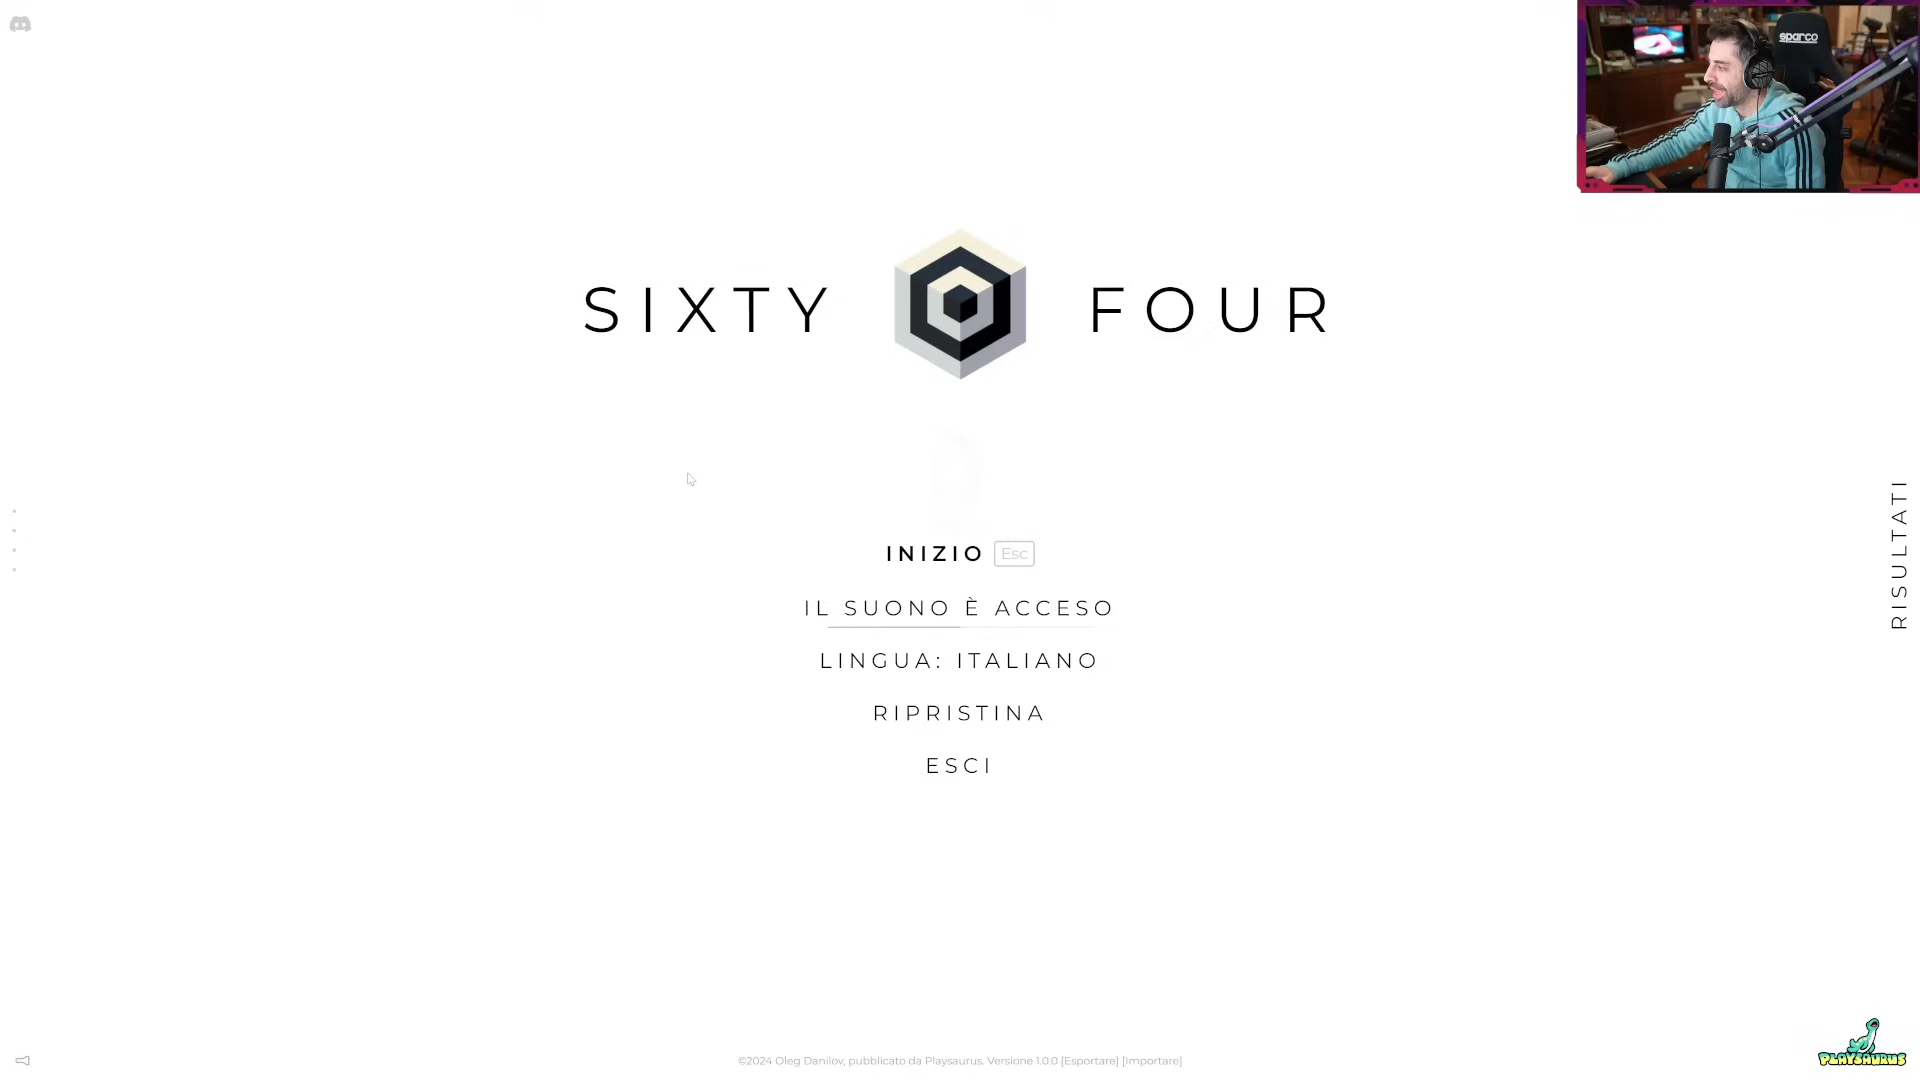 sparco
SIXTY FOUR
INIZIO Esc
IL SUONO È ACCESO
LINGUA: ITALIANO
RIPRISTINA
ESCI
RISULTATI
©2024 Oleg Danilov, pubblicato da Playsaurus. Versione 1.0.0 [Esportare] [Importare]
PLAYSAURUS